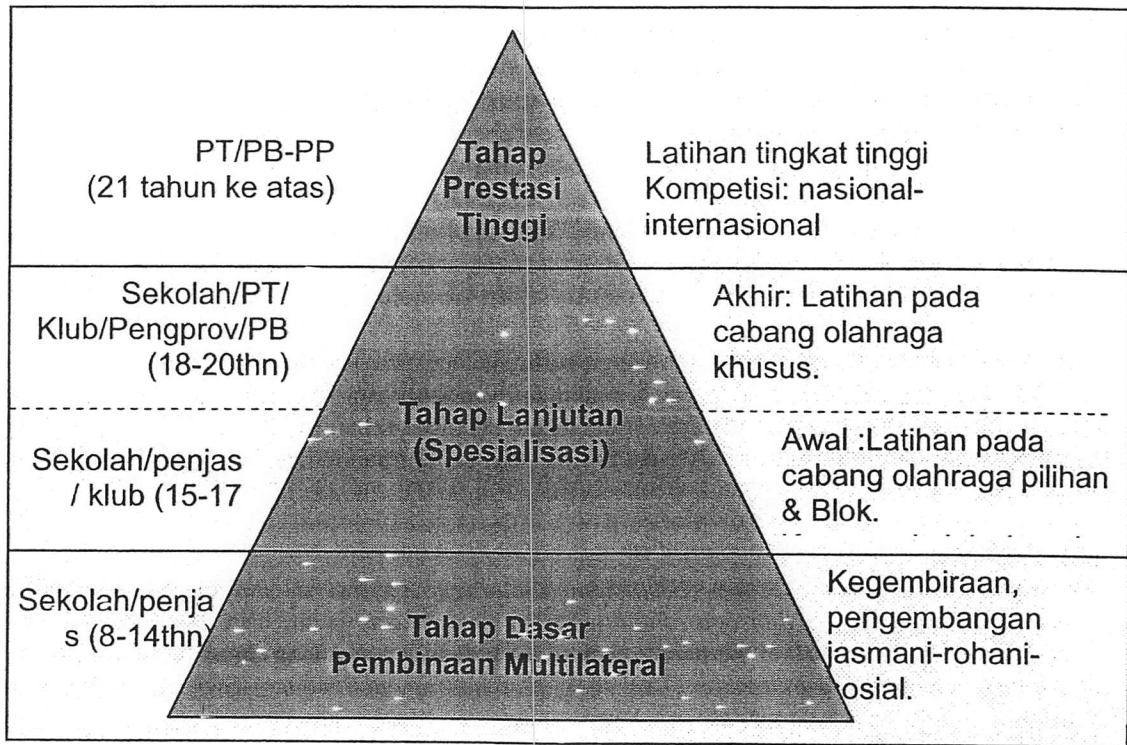 PT/PB-PP
(21 tahun ke atas)
Tahap
Prestasi
Tinggi
Latihan tingkat tinggi
Kompetisi: nasional-
internasional
Sekolah/PT/
Klub/Pengprov/PB
(18-20thn)
Akhir: Latihan pada
cabang olahraga
khusus.
Tahap Lanjutan
(Spesialisasi)
Sekolah/penjas
/ klub (15-17
Awal :Latihan pada
cabang olahraga pilihan
& Blok.
Sekolah/penja
s (8-14thn)
Tahap Dasar
Pembinaan Multilateral
Kegembiraan,
pengembangan
jasmani-rohani-
sosial.